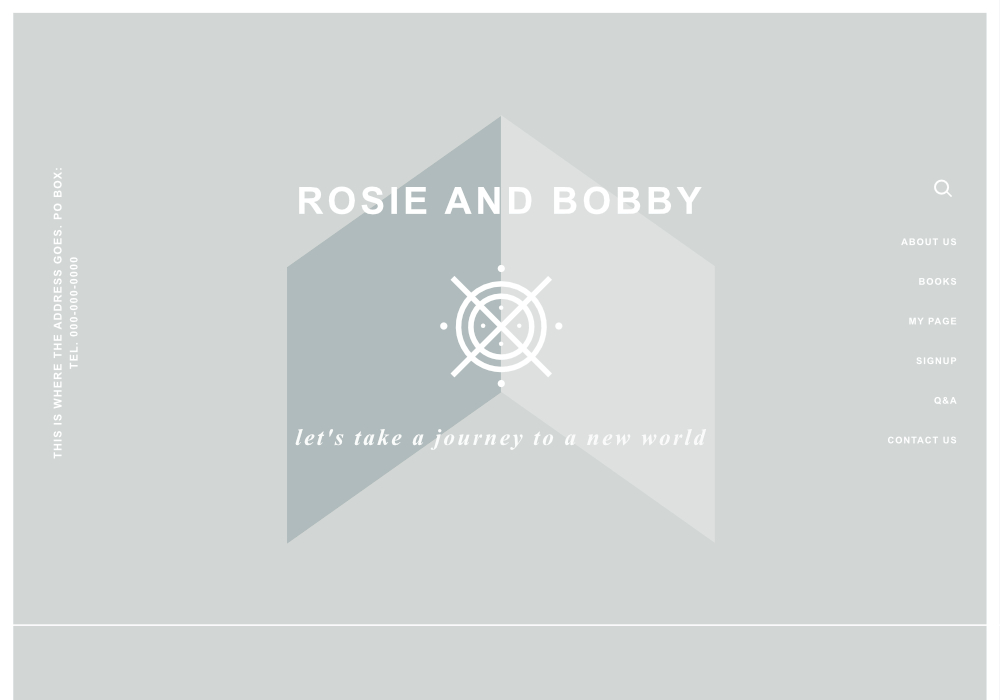 THIS IS WHERE THE ADDRESS GOES. PO BOX:
TEL. 000-000-0000
ROSIE AND BOBBY
let's take a journey to a new world
ABOUT US
BOOKS
MY PAGE
SIGNUP
Q&A
CONTACT US